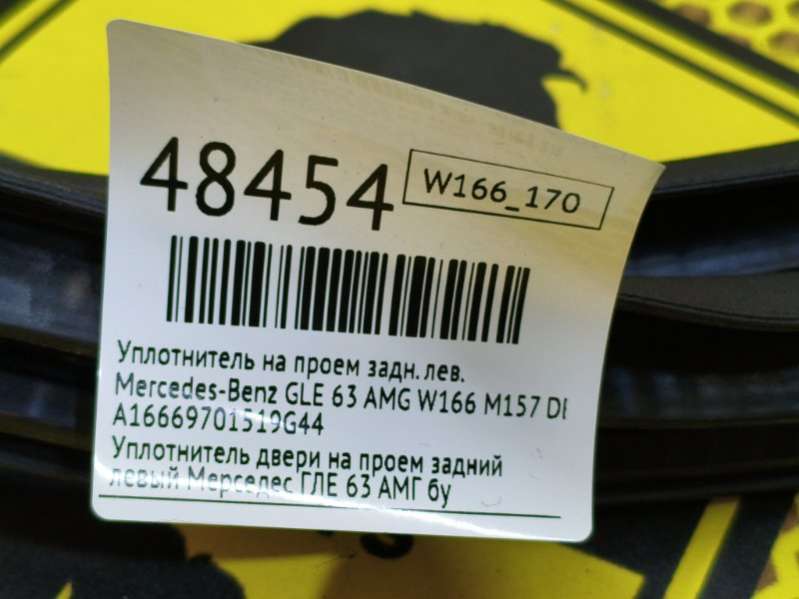 48454
W166_170
Уплотнитель на проем задн. лев.
Mercedes-Benz GLE 63 AMG W166 M157 DE
A16669701519G44
Уплотнитель двери на проем задний
левый Мерседес ГЛЕ 63 АМГ бу